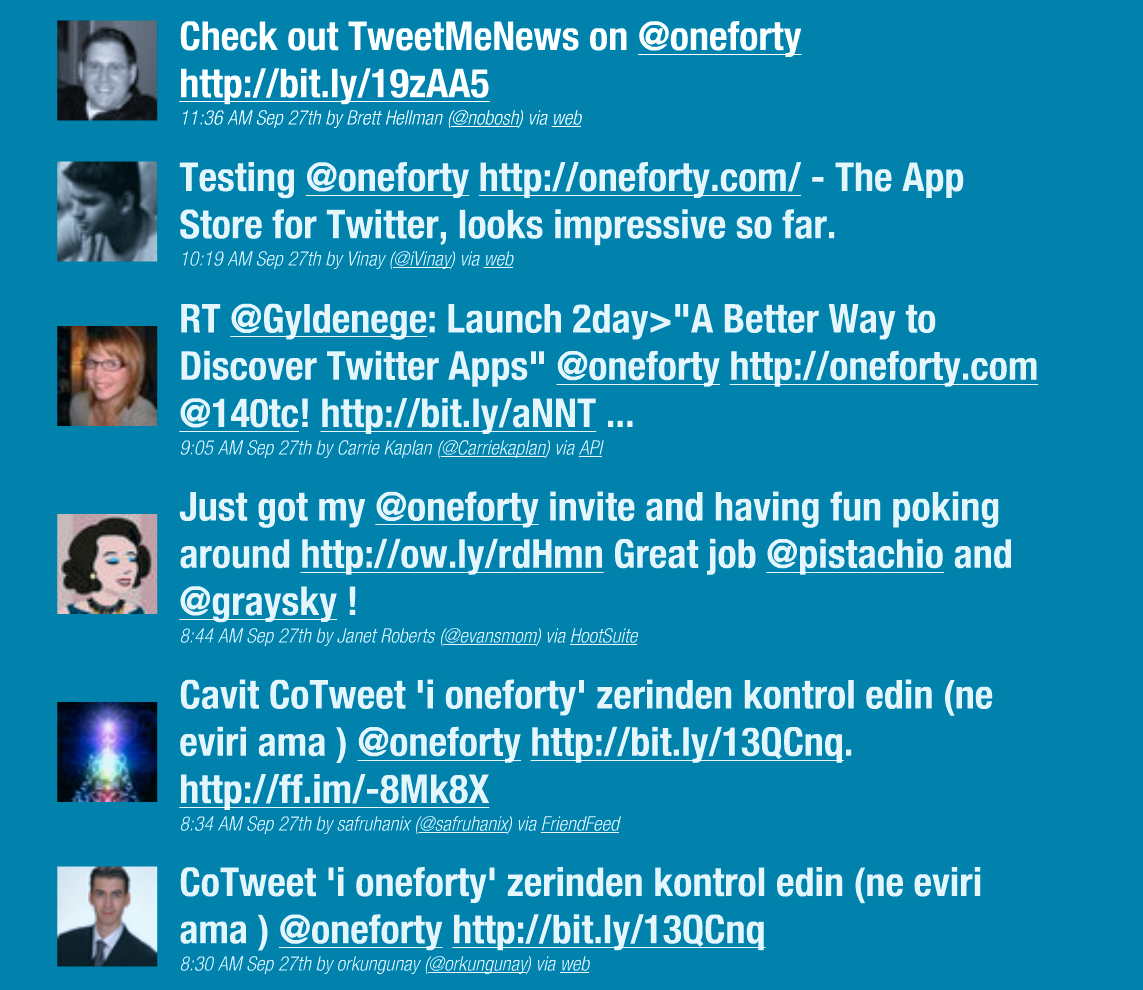 Check out TweetMeNews on @oneforty
http://bit.ly/19zAA5
11:36 AM Sep 27th by Brett Hellman (@nobosh) via web
Testing @oneforty http://oneforty.com/ - The App
Store for Twitter, looks impressive so far.
10:19 AM Sep 27th by Vinay (@iVinay) via web
RT @Gyldenege: Launch 2day>"A Better Way to
Discover Twitter Apps" @oneforty http://oneforty.com
@140tc! http://bit.ly/aNNT ...
9:05 AM Sep 27th by Carrie Kaplan (@Carriekaplan) via API
Just got my @oneforty invite and having fun poking
around http://ow.ly/rdHmn Great job @pistachio and
@graysky !
8:44 AM Sep 27th by Janet Roberts (@evansmom) via HootSuite
Cavit CoTweet 'i oneforty' zerinden kontrol edin (ne
eviri ama ) @oneforty http://bit.ly/13QCnq.
http://ff.im/-8Mk8X
8:34 AM Sep 27th by safruhanix (@safruhanix) via FriendFeed
CoTweet 'i oneforty' zerinden kontrol edin (ne eviri
ama ) @oneforty http://bit.ly/13QCnq
8:30 AM Sep 27th by orkungunay (@orkungunay) via web